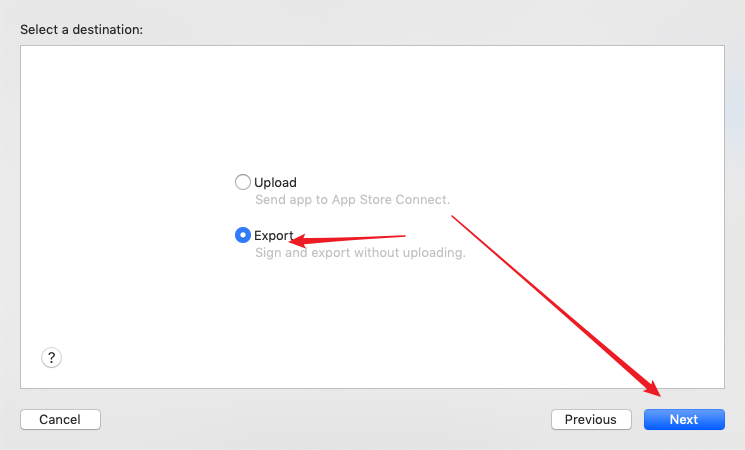 Select a destination:
Upload
Send app to App Store Connect.
Export
Sign and export without uploading.
?
Cancel
Previous
Next